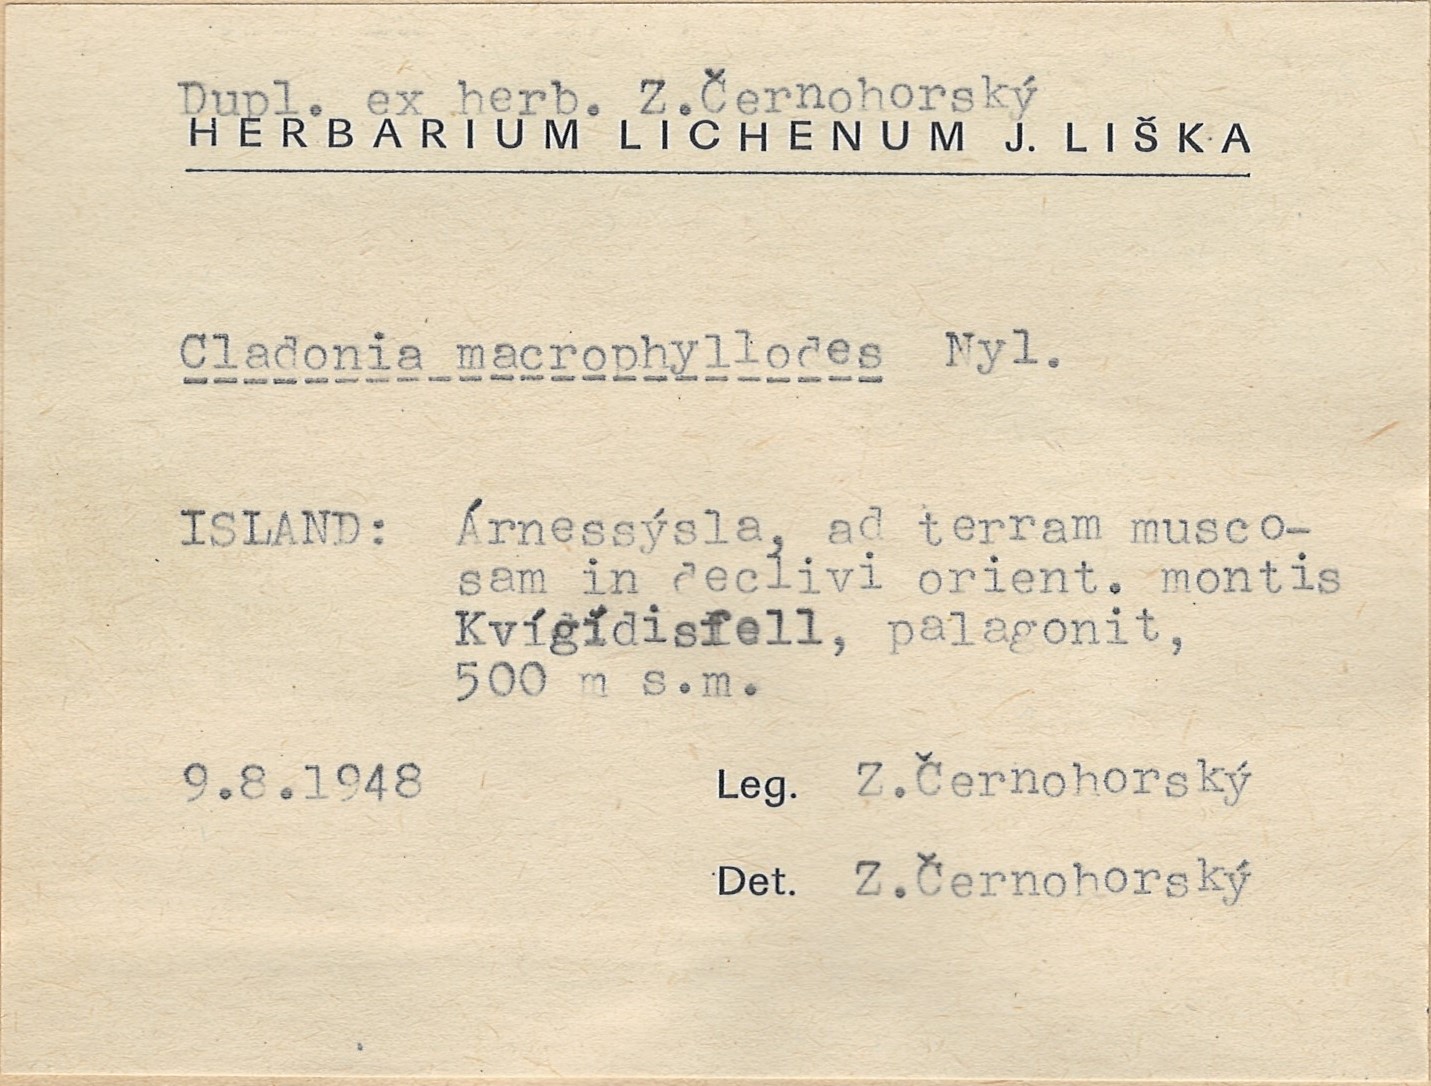 Dupl. ex herb. Z.Černohorský
HERBARIUM LICHENUM J. LIŠKA
Cladonia macrophyllodes Nyl.
ISLAND: Árnessýsla, ad terram musco-
sam in declivi orient. montis
Kvígídisfell, palagonit,
500 m s.m.
9.8.1948 Leg. Z.Černohorský
Det. Z.Černohorský